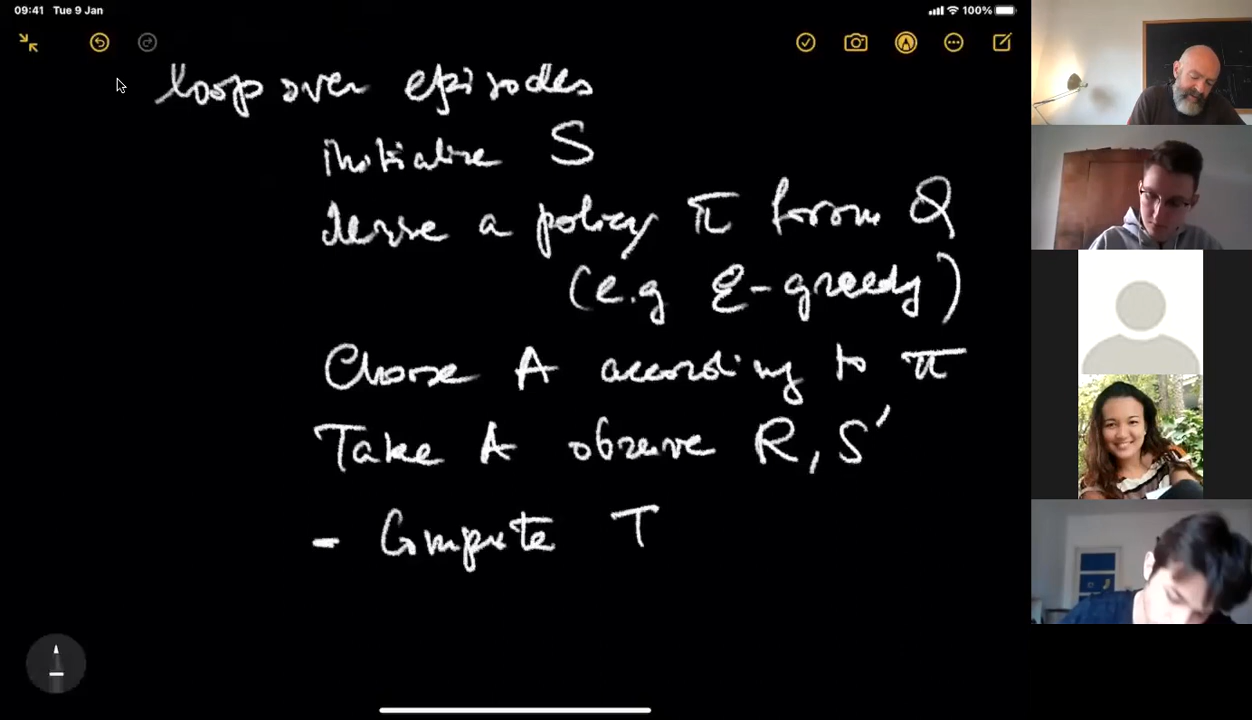 09:41 Tue 9 Jan 100%
loop over episodes
initialize S
derive a policy π from Q
(e.g ε-greedy)
Choose A according to π
Take A observe R, S'
- Compute T